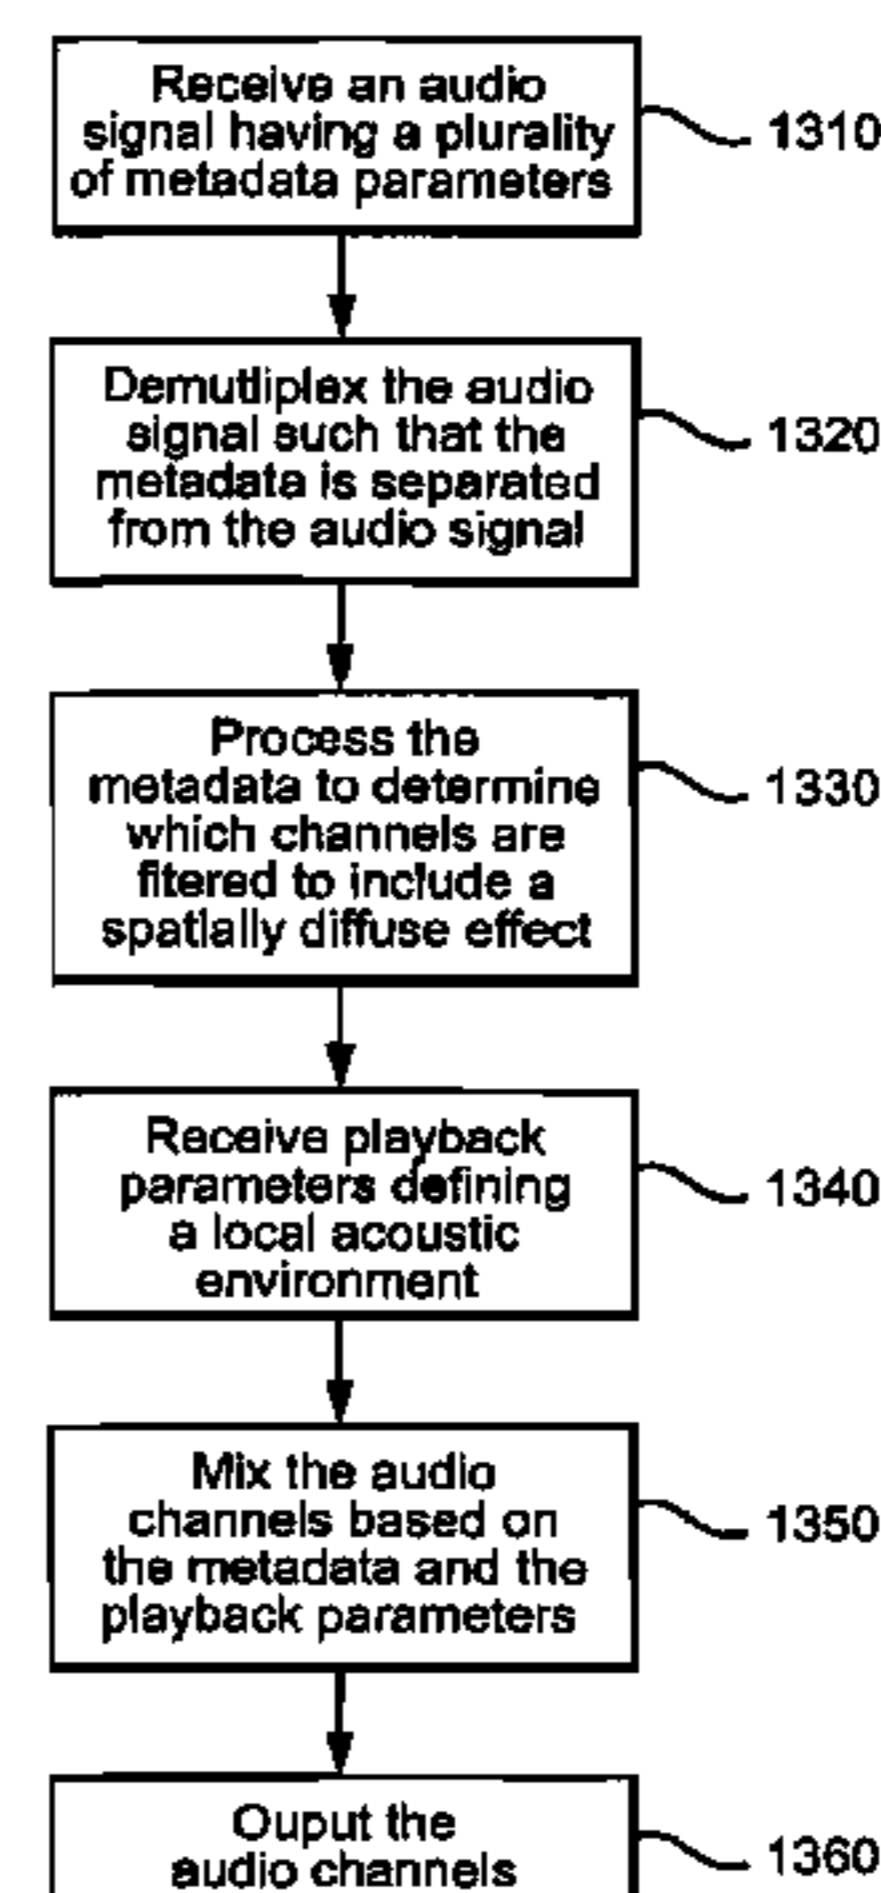 Receive an audio
signal having a plurality
of metadata parameters
1310
Demutliplex the audio
signal such that the
metadata is separated
from the audio signal
1320
Process the
metadata to determine
which channels are
fitered to include a
spatially diffuse effect
1330
Receive playback
parameters defining
a local acoustic
environment
1340
Mix the audio
channels based on
the metadata and the
playback parameters
1350
Ouput the
audio channels
1360